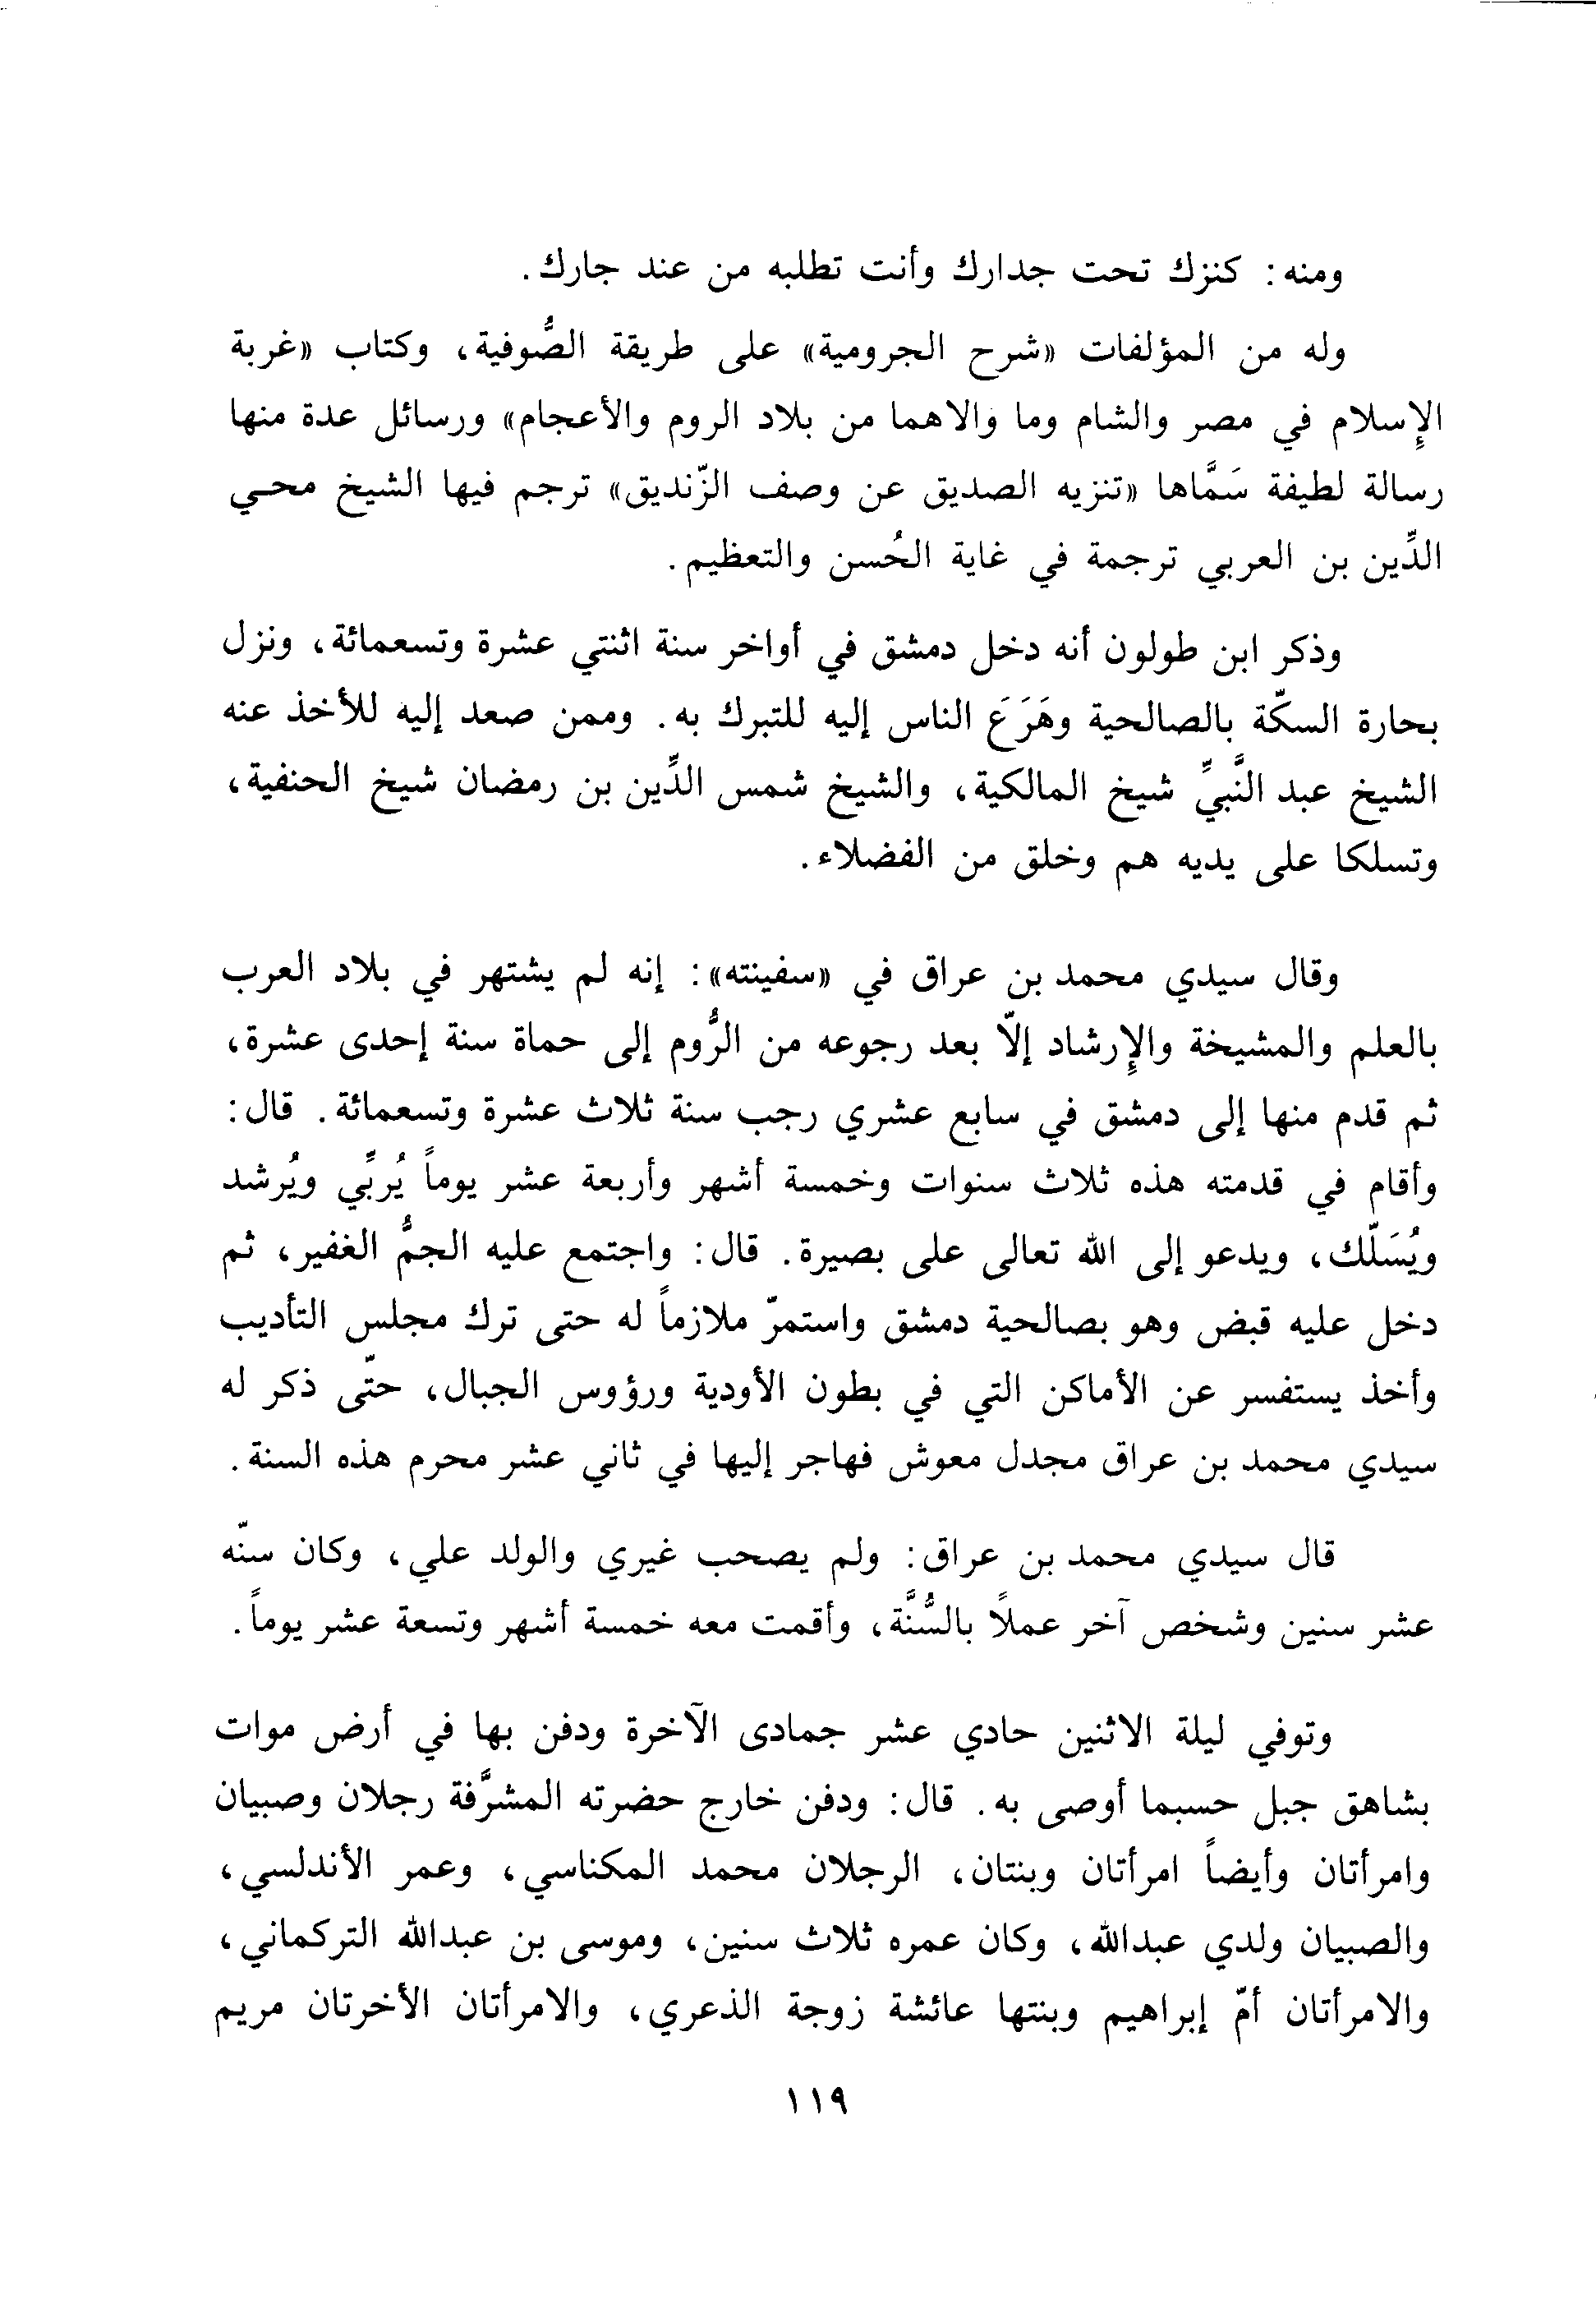 ومنه: كنزك تحت جدارك وأنت تطلبه من عند جارك.
وله من المؤلفات «شرح الجرومية» على طريقة الصُّوفية، وكتاب «غربة
الإِسلام في مصر والشام وما والاهما من بلاد الروم والأعجام» ورسائل عدة منها
رسالة لطيفة سَمَّاها «تنزيه الصديق عن وصف الزّنديق» ترجم فيها الشيخ محـي
الدِّين بن العربي ترجمة في غاية الحُسن والتعظيم.
وذكر ابن طولون أنه دخل دمشق في أواخر سنة اثنتي عشرة وتسعمائة، ونزل
بحارة السكّة بالصالحية وهَرَعَ الناس إليه للتبرك به. وممن صعد إليه للأخذ عنه
الشيخ عبد النَّبيِّ شيخ المالكية، والشيخ شمس الدِّين بن رمضان شيخ الحنفية،
وتسلكا على يديه هم وخلق من الفضلاء.
وقال سيدي محمد بن عراق في «سفينته»: إنه لم يشتهر في بلاد العرب
بالعلم والمشيخة والإِرشاد إلّا بعد رجوعه من الرُّوم إلى حماة سنة إحدى عشرة،
ثم قدم منها إلى دمشق في سابع عشري رجب سنة ثلاث عشرة وتسعمائة. قال:
وأقام في قدمته هذه ثلاث سنوات وخمسة أشهر وأربعة عشر يوماً يُربِّي ويُرشد
ويُسَلّك، ويدعو إلى الله تعالى على بصيرة. قال: واجتمع عليه الجمُّ الغفير، ثم
دخل عليه قبض وهو بصالحية دمشق واستمرّ ملازماً له حتى ترك مجلس التأديب
وأخذ يستفسر عن الأماكن التي في بطون الأودية ورؤوس الجبال، حتّى ذكر له
سيدي محمد بن عراق مجدل معوش فهاجر إليها في ثاني عشر محرم هذه السنة.
قال سيدي محمد بن عراق: ولم يصحب غيري والولد علي، وكان سنّه
عشر سنين وشخص آخر عملاً بالسُّنَّة، وأقمت معه خمسة أشهر وتسعة عشر يوماً.
وتوفي ليلة الاثنين حادي عشر جمادى الآخرة ودفن بها في أرض موات
بشاهق جبل حسبما أوصى به. قال: ودفن خارج حضرته المشرَّفة رجلان وصبيان
وامرأتان وأيضاً امرأتان وبنتان، الرجلان محمد المكناسي، وعمر الأندلسي،
والصبيان ولدي عبدالله، وكان عمره ثلاث سنين، وموسى بن عبدالله التركماني،
والامرأتان أمّ إبراهيم وبنتها عائشة زوجة الذعري، والامرأتان الأخرتان مريم
١١٩